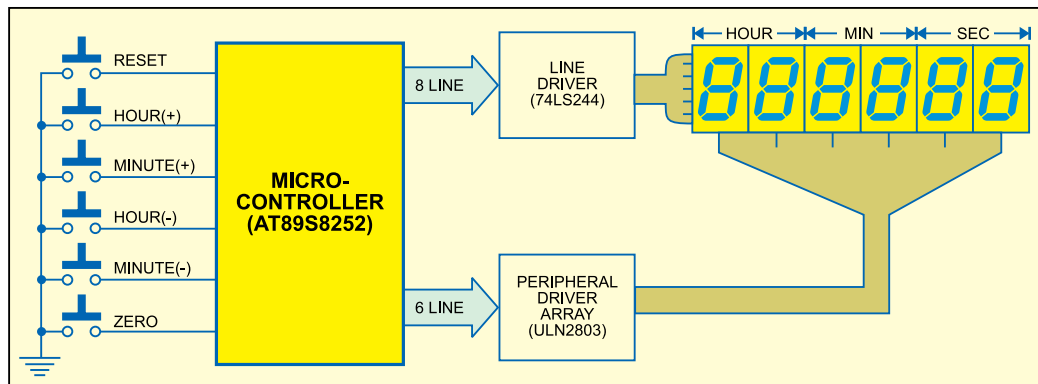 RESET
HOUR(+)
MINUTE(+)
HOUR(-)
MINUTE(-)
ZERO
MICRO-
CONTROLLER
(AT89S8252)
8 LINE
6 LINE
LINE
DRIVER
(74LS244)
PERIPHERAL
DRIVER
ARRAY
(ULN2803)
HOUR MIN SEC
888888